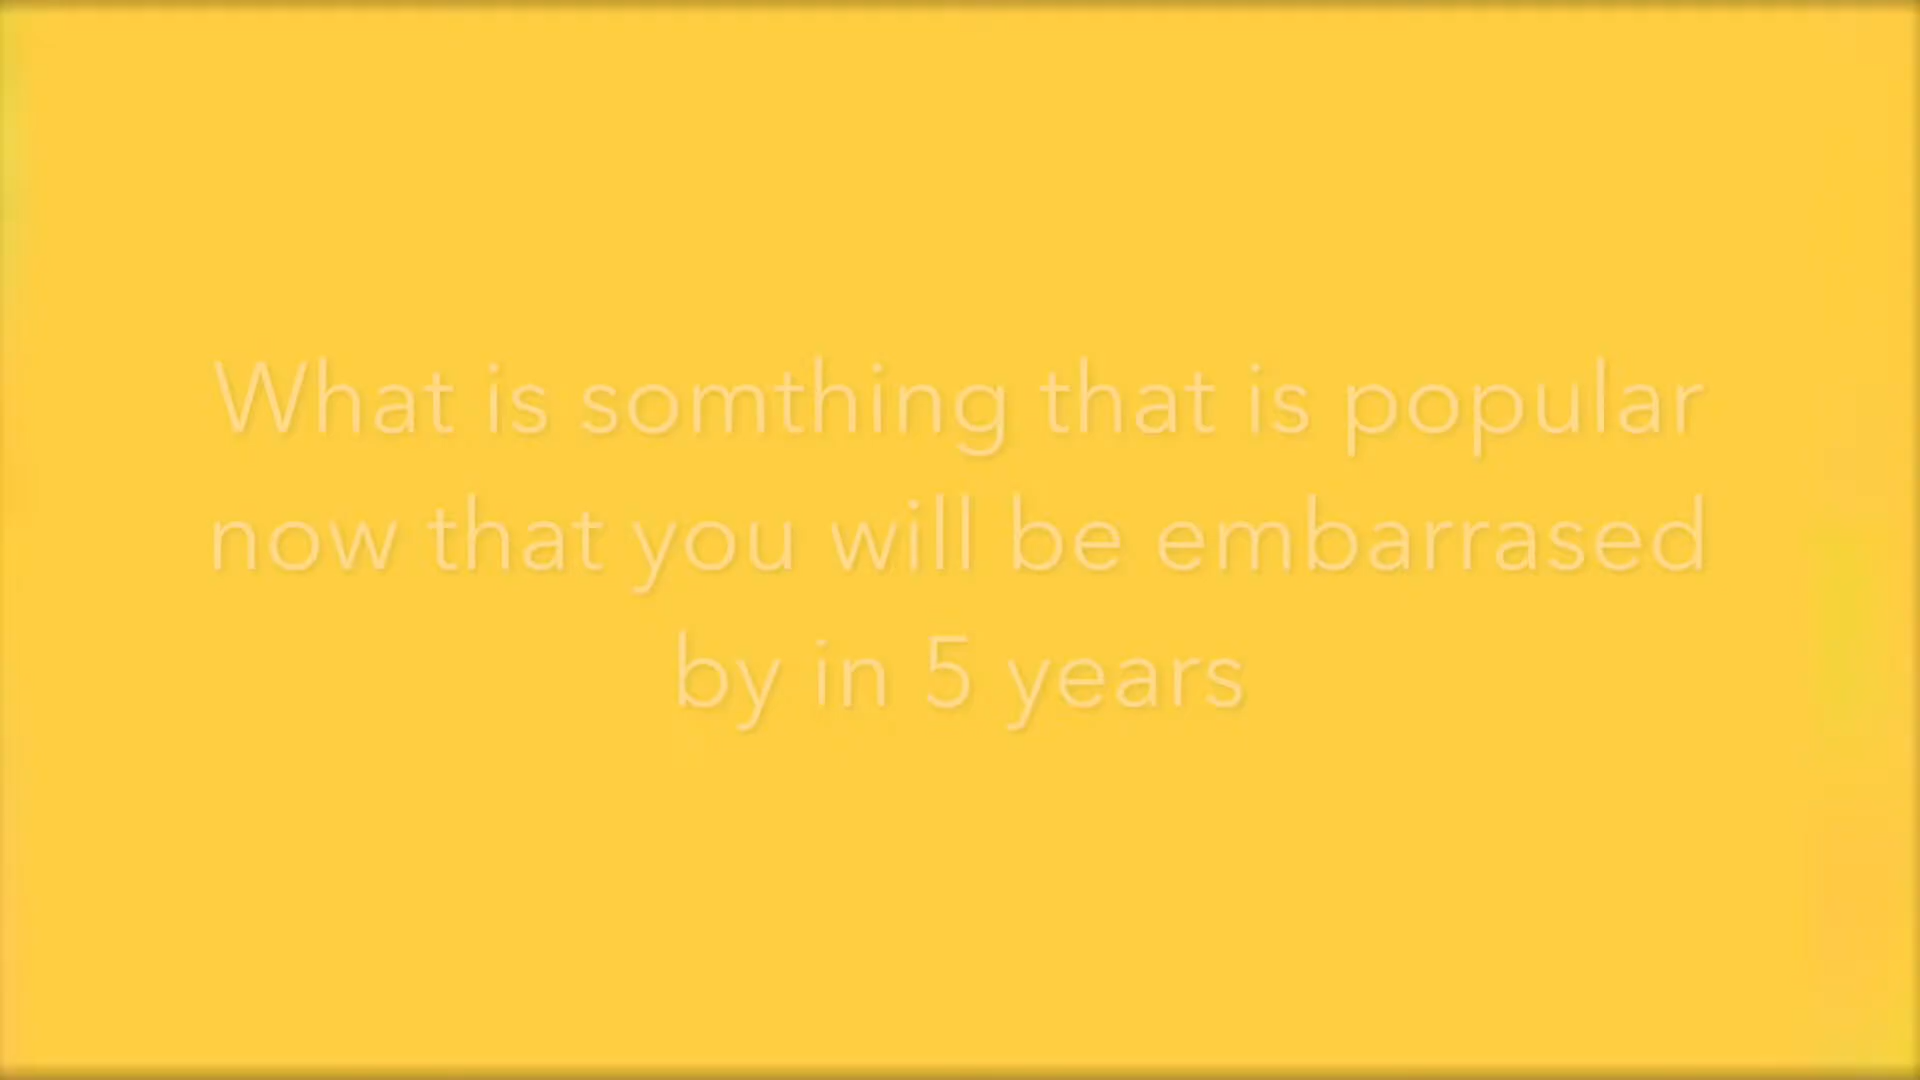 What is somthing that is popular
now that you will be embarrased
by in 5 years